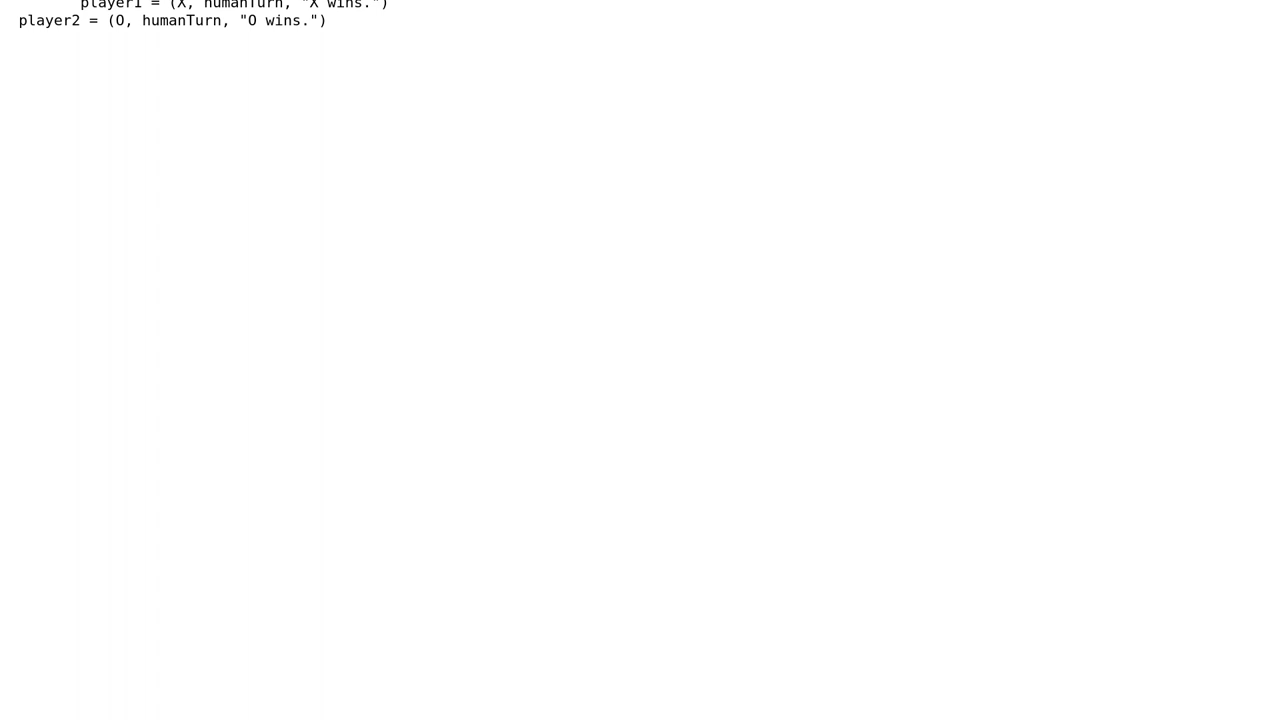 player1 = (X, humanTurn, "X wins.")
player2 = (O, humanTurn, "O wins.")